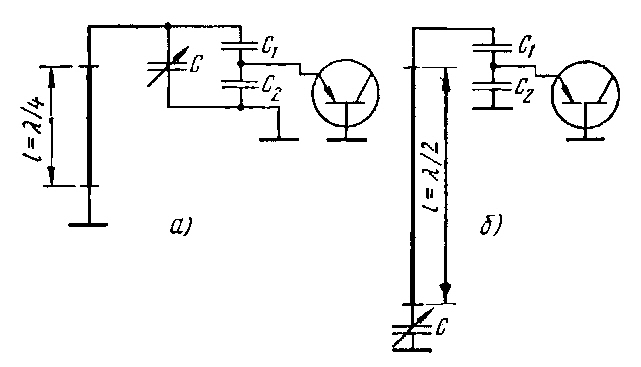 C
C₁
C₂
l = λ/4
а)
C₁
C₂
l = λ/2
б)
C